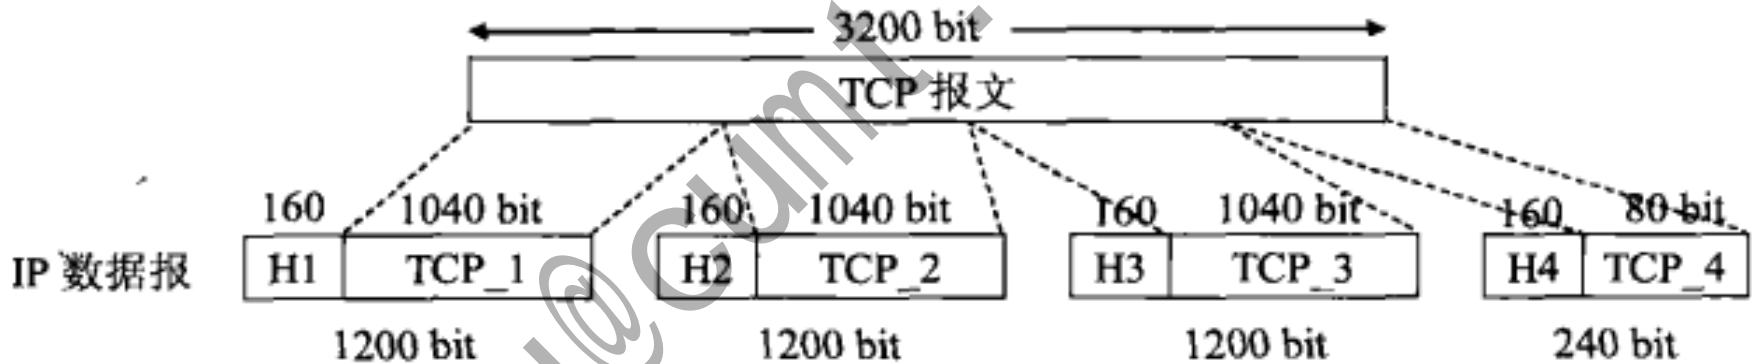 3200 bit
TCP 报文
160 1040 bit 160 1040 bit 160 1040 bit 160 80 bit
IP 数据报 H1 TCP_1 H2 TCP_2 H3 TCP_3 H4 TCP_4
1200 bit 1200 bit 1200 bit 240 bit
@cumt.